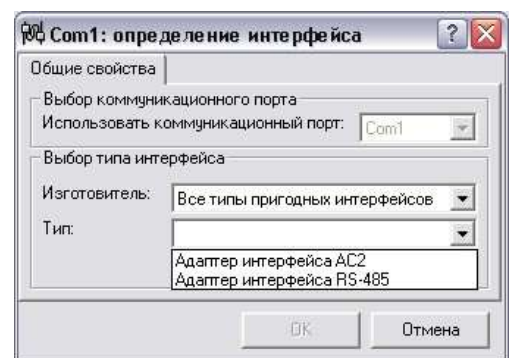 Com1: определение интерфейса
Общие свойства
Выбор коммуникационного порта
Использовать коммуникационный порт: Com1
Выбор типа интерфейса
Изготовитель: Все типы пригодных интерфейсов
Тип:
Адаптер интерфейса АС2
Адаптер интерфейса RS-485
OK Отмена